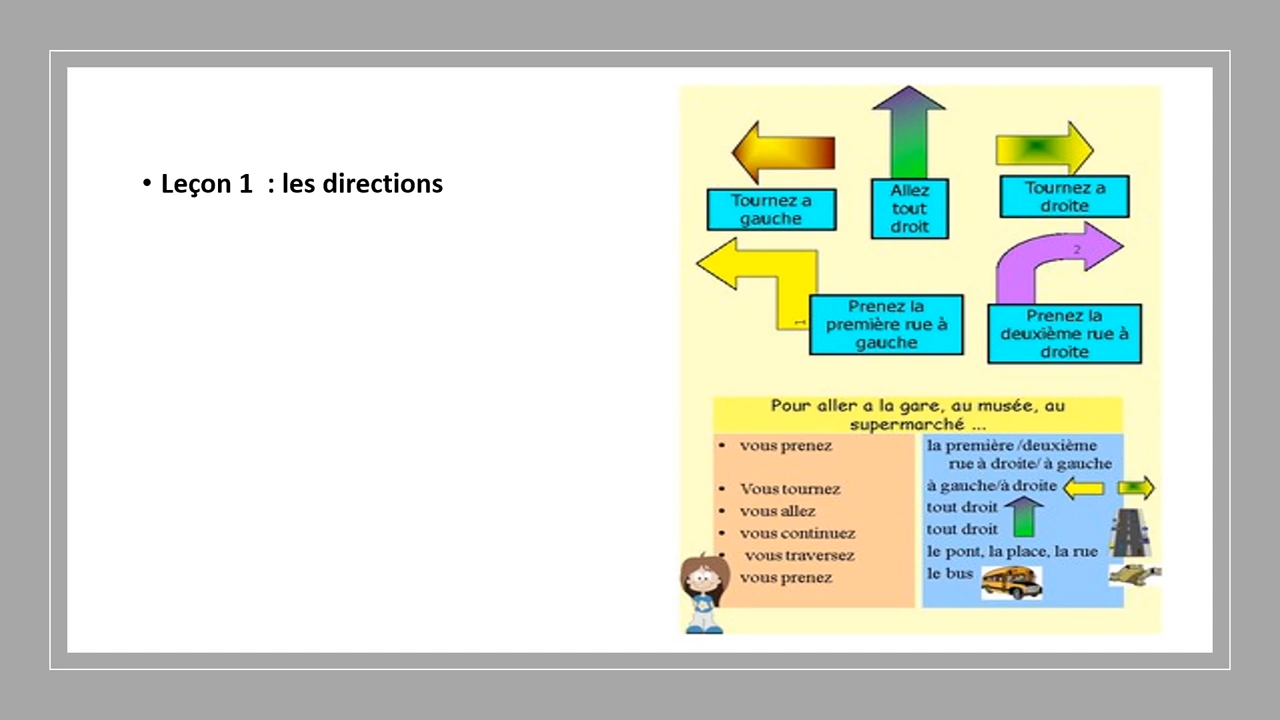 • Leçon 1  : les directions
Tournez a
gauche
Allez
tout
droit
Tournez a
droite
1
Prenez la
première rue à
gauche
2
Prenez la
deuxième rue à
droite
Pour aller a la gare, au musée, au
supermarché ...
• vous prenez
la première /deuxième
rue à droite/ à gauche
• Vous tournez
à gauche/à droite
• vous allez
tout droit
• vous continuez
tout droit
• vous traversez
le pont, la place, la rue
vous prenez
le bus